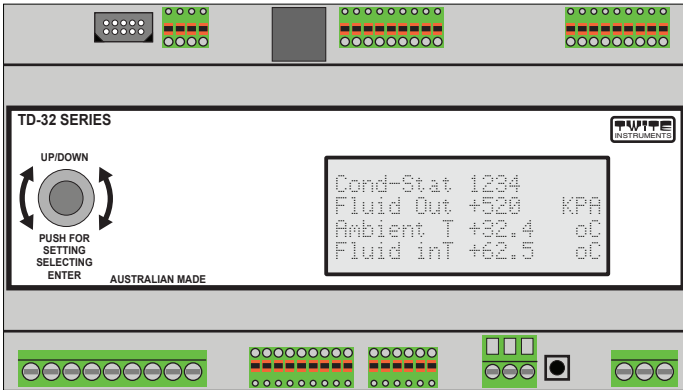 TD-32 SERIES
TWITE
INSTRUMENTS
UP/DOWN
PUSH FOR
SETTING
SELECTING
ENTER
AUSTRALIAN MADE
Cond-Stat 1234
Fluid Out +520 KPA
Ambient T +32.4 oC
Fluid inT +62.5 oC